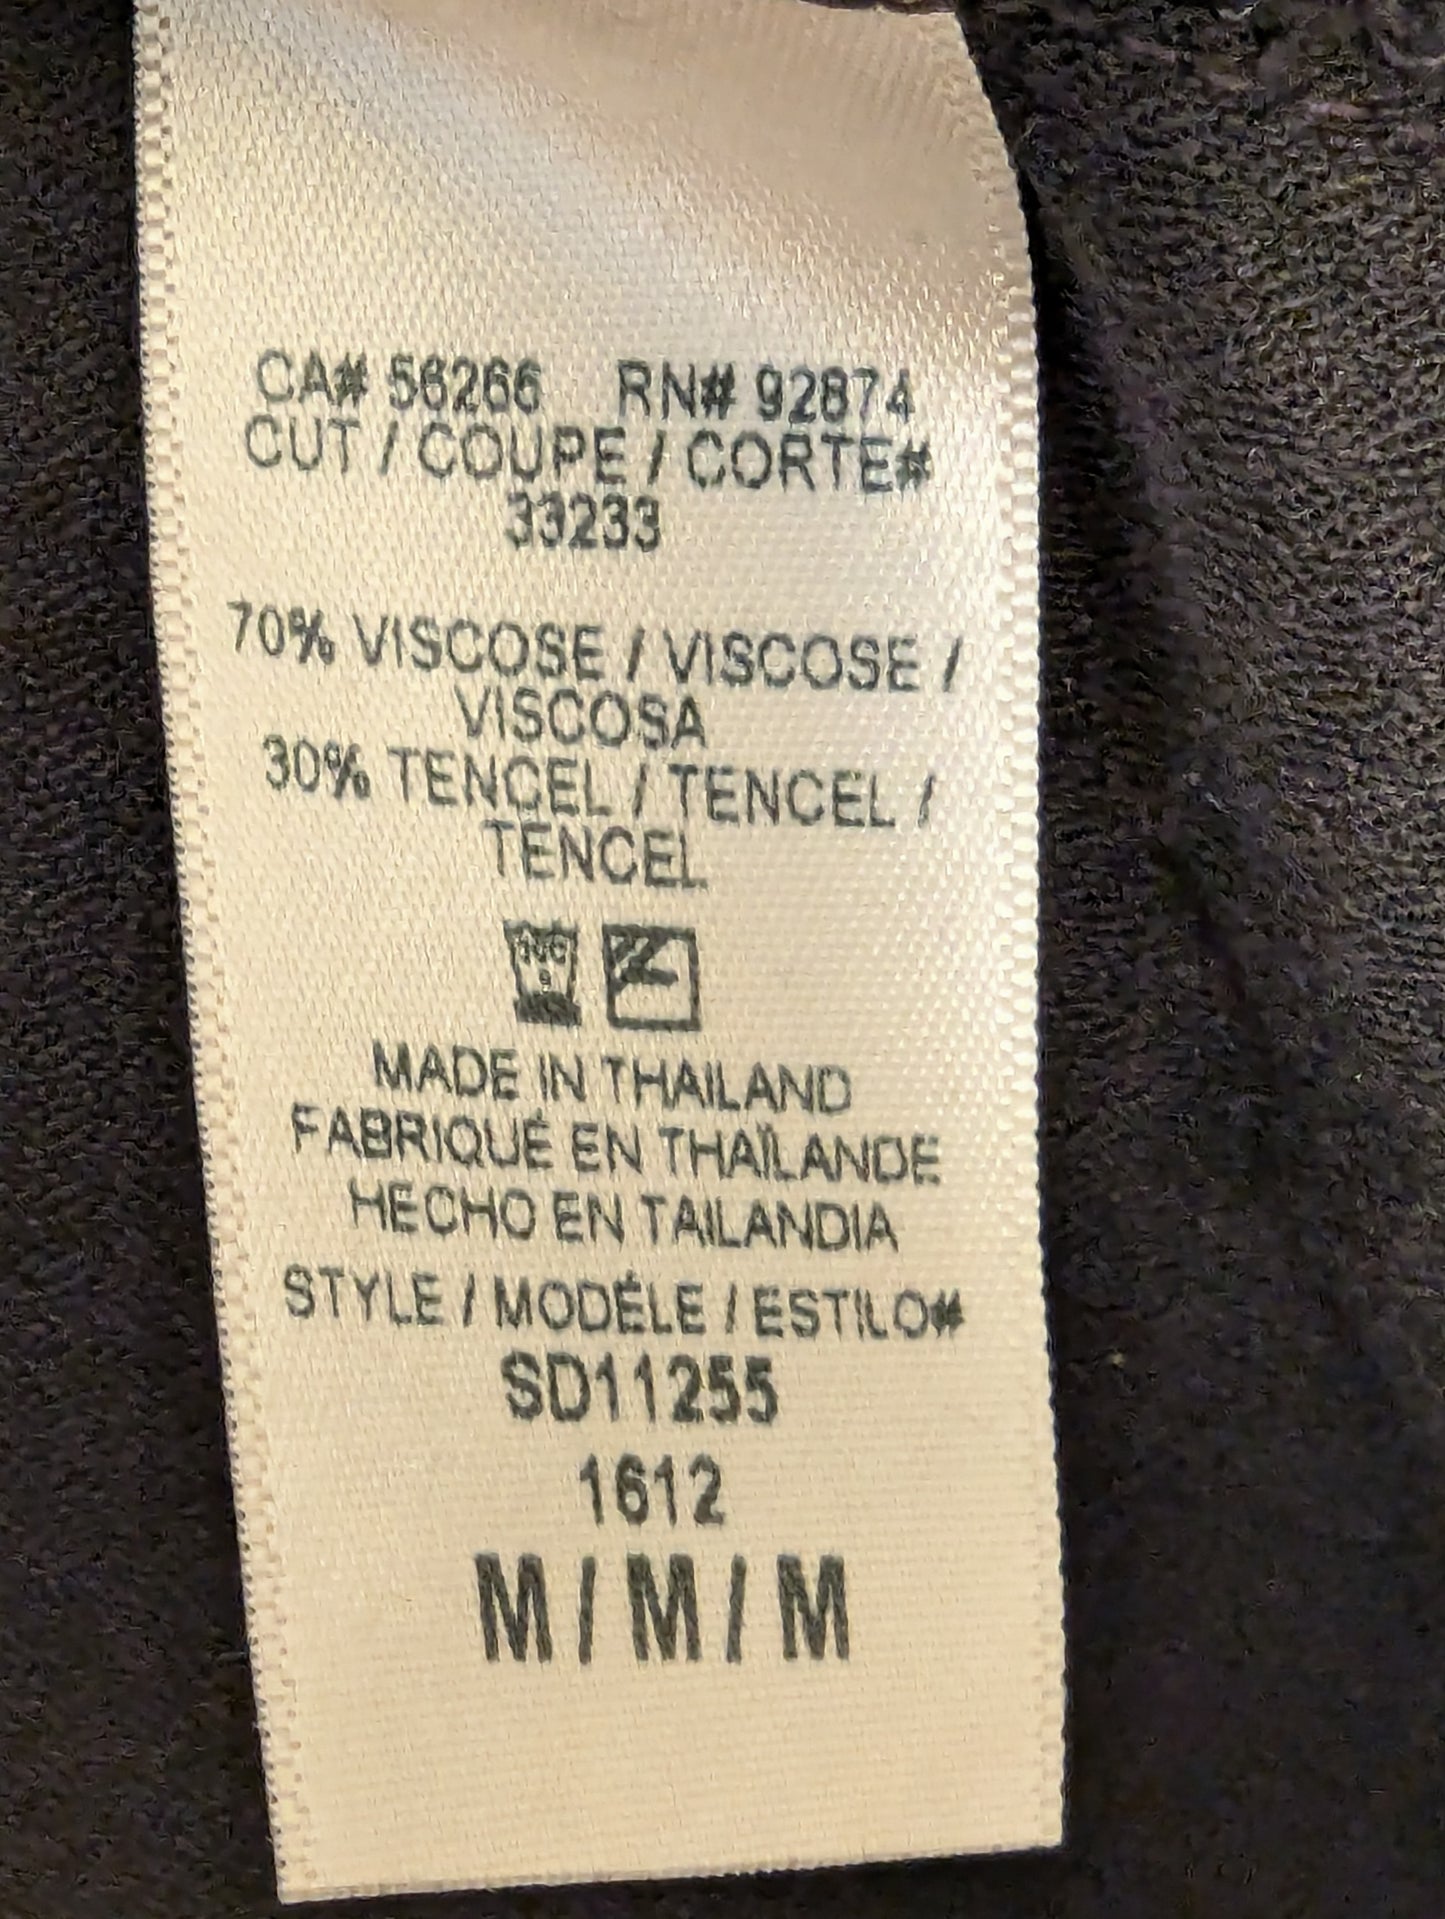 CA# 56266 RN# 92874
CUT / COUPE / CORTE#
33233
70% VISCOSE / VISCOSE /
VISCOSA
30% TENCEL / TENCEL /
TENCEL
MADE IN THAILAND
FABRIQUÉ EN THAÏLANDE
HECHO EN TAILANDIA
STYLE / MODÉLE / ESTILO#
SD11255
1612
M / M / M